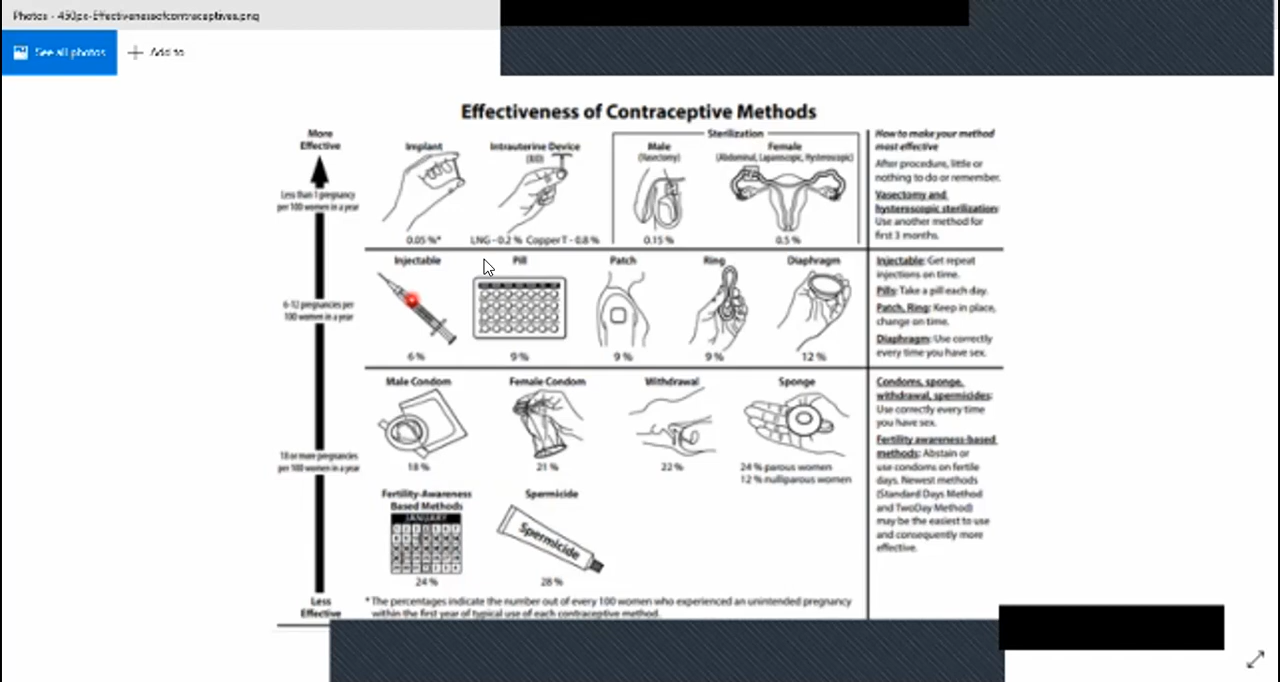 Photos - 450px-Effectivenessofcontraceptives.png
See all photos
Add to
Effectiveness of Contraceptive Methods
More
Effective
Less than 1 pregnancy
per 100 women in a year
6-12 pregnancies per
100 women in a year
18 or more pregnancies
per 100 women in a year
Less
Effective
Implant
0.05 %*
Intrauterine Device
(IUD)
LNG - 0.2 % Copper T - 0.8 %
Sterilization
Male
(Vasectomy)
0.15 %
Female
(Abdominal, Laparoscopic, Hysteroscopic)
0.5 %
Injectable
6 %
Pill
9 %
Patch
9 %
Ring
9 %
Diaphragm
12 %
Male Condom
18 %
Female Condom
21 %
Withdrawal
22 %
Sponge
24 % parous women
12 % nulliparous women
Fertility-Awareness
Based Methods
JANUARY
24 %
Spermicide
Spermicide
28 %
* The percentages indicate the number out of every 100 women who experienced an unintended pregnancy
within the first year of typical use of each contraceptive method.
How to make your method
most effective
After procedure, little or
nothing to do or remember.
Vasectomy and
hysteroscopic sterilization:
Use another method for
first 3 months.
Injectable: Get repeat
injections on time.
Pills: Take a pill each day.
Patch, Ring: Keep in place,
change on time.
Diaphragm: Use correctly
every time you have sex.
Condoms, sponge,
withdrawal, spermicides:
Use correctly every time
you have sex.
Fertility awareness-based
methods: Abstain or
use condoms on fertile
days. Newest methods
(Standard Days Method
and TwoDay Method)
may be the easiest to use
and consequently more
effective.